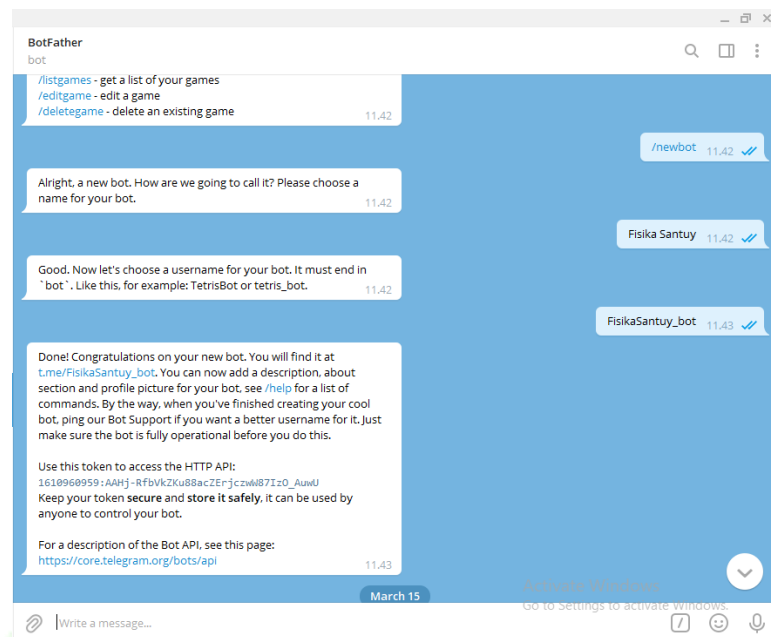 BotFather
bot
/listgames - get a list of your games
/editgame - edit a game
/deletegame - delete an existing game
11.42
/newbot 11.42
Alright, a new bot. How are we going to call it? Please choose a
name for your bot.
11.42
Fisika Santuy 11.42
Good. Now let's choose a username for your bot. It must end in
`bot`. Like this, for example: TetrisBot or tetris_bot.
11.42
FisikaSantuy_bot 11.43
Done! Congratulations on your new bot. You will find it at
t.me/FisikaSantuy_bot. You can now add a description, about
section and profile picture for your bot, see /help for a list of
commands. By the way, when you've finished creating your cool
bot, ping our Bot Support if you want a better username for it. Just
make sure the bot is fully operational before you do this.
Use this token to access the HTTP API:
1610960959:AAHj-RfbVkZKu88acZErjczwW87IzO_AuwU
Keep your token secure and store it safely, it can be used by
anyone to control your bot.
For a description of the Bot API, see this page:
https://core.telegram.org/bots/api
11.43
March 15
Activate Windows
Go to Settings to activate Windows.
Write a message...